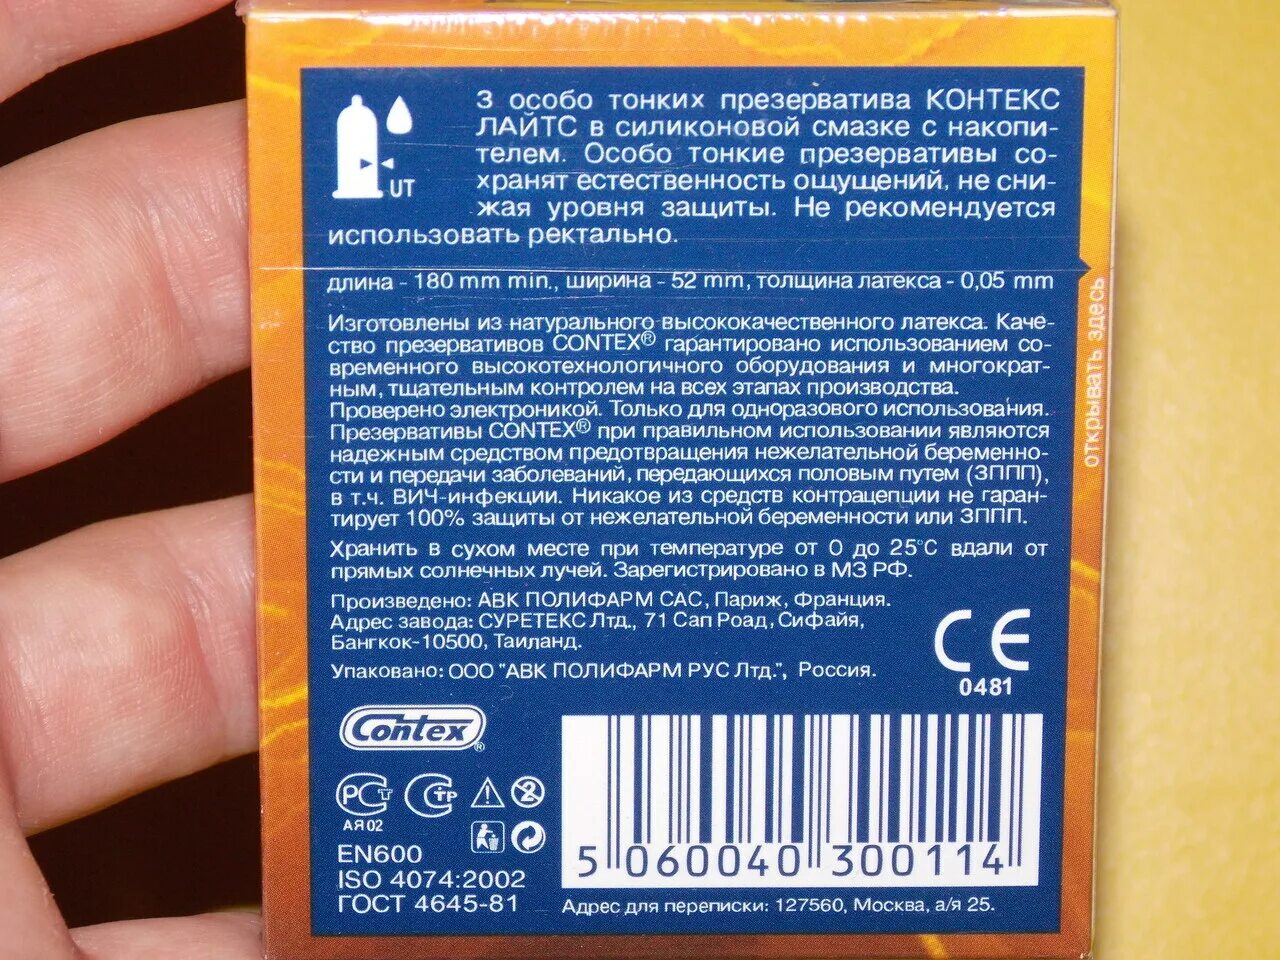 3 особо тонких презерватива КОНТЕКС
ЛАЙТС в силиконовой смазке с накопи-
телем. Особо тонкие презервативы со-
хранят естественность ощущений, не сни-
жая уровня защиты. Не рекомендуется
использовать ректально.
UT
длина - 180 mm min., ширина - 52 mm, толщина латекса - 0,05 mm
открывать здесь
Изготовлены из натурального высококачественного латекса. Каче-
ство презервативов CONTEX® гарантировано использованием со-
временного высокотехнологичного оборудования и многократ-
ным, тщательным контролем на всех этапах производства.
Проверено электроникой. Только для одноразового использования.
Презервативы CONTEX® при правильном использовании являются
надежным средством предотвращения нежелательной беременно-
сти и передачи заболеваний, передающихся половым путем (ЗППП),
в т.ч. ВИЧ-инфекции. Никакое из средств контрацепции не гаран-
тирует 100% защиты от нежелательной беременности или ЗППП.
Хранить в сухом месте при температуре от 0 до 25°C вдали от
прямых солнечных лучей. Зарегистрировано в МЗ РФ.
Произведено: АВК ПОЛИФАРМ САС, Париж, Франция.
Адрес завода: СУРЕТЕКС Лтд., 71 Сап Роад, Сифайя,
Бангкок-10500, Таиланд.
Упаковано: ООО "АВК ПОЛИФАРМ РУС Лтд.", Россия.
CE
0481
Contex®
РСТ
АЯ02
СТР
2
EN600
ISO 4074:2002
ГОСТ 4645-81
5 060040 300114
Адрес для переписки: 127560, Москва, а/я 25.